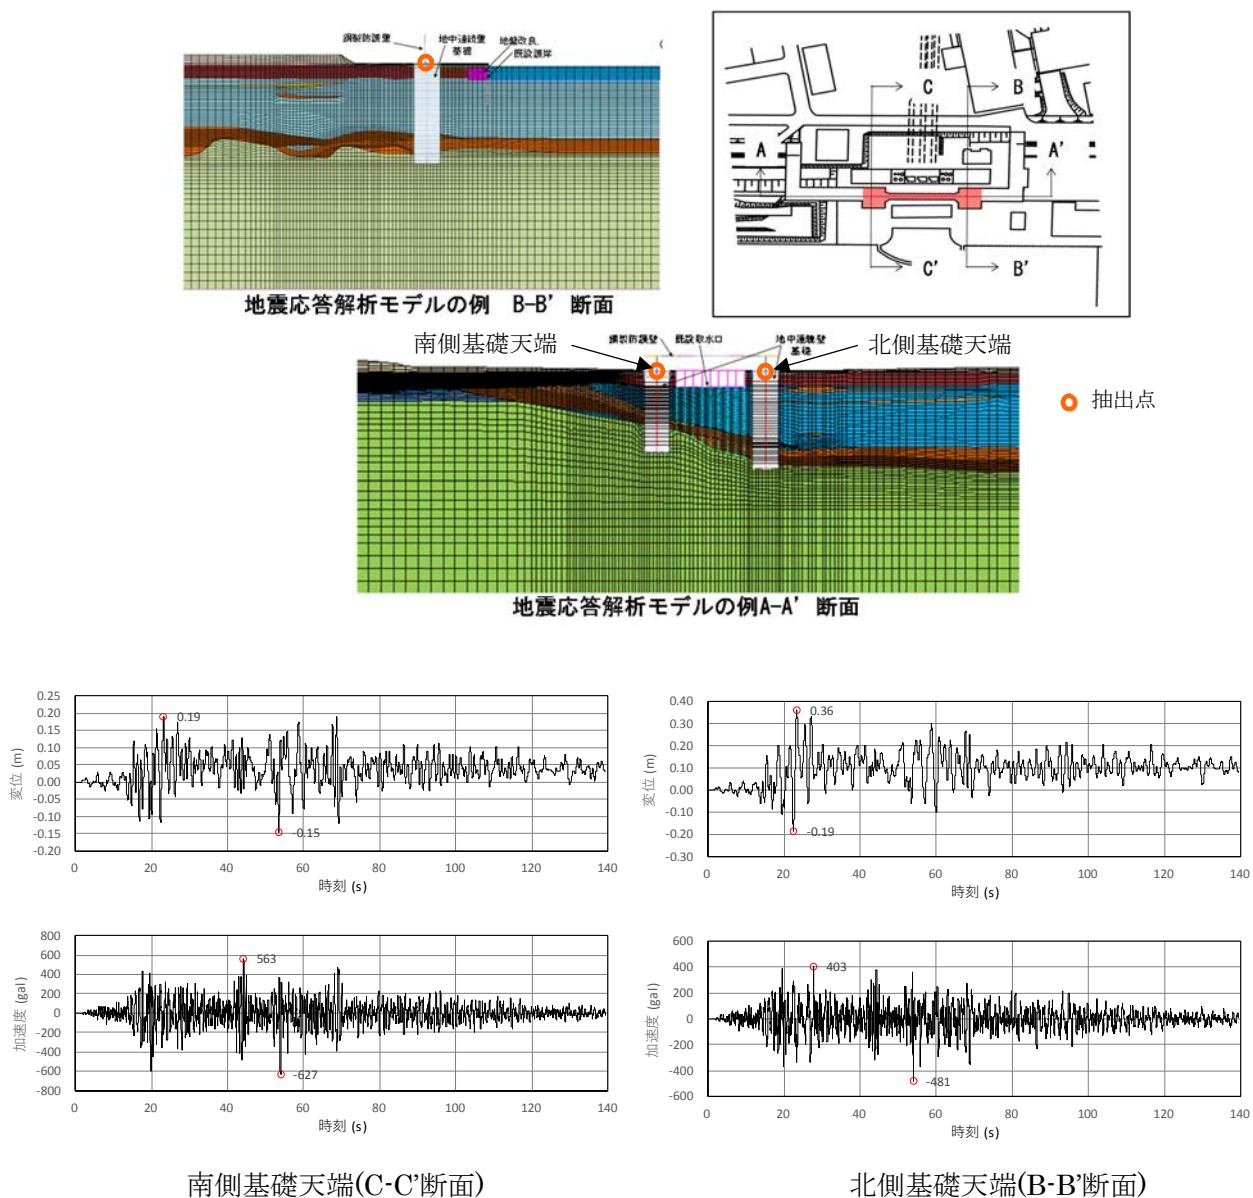 鋼製防護壁
地中連続壁
基礎
地盤改良
既設護岸
地震応答解析モデルの例 B-B’ 断面
C
B
A
A’
C’
B’
南側基礎天端
鋼製防護壁
既設取水口
地中連続壁
基礎
北側基礎天端
抽出点
地震応答解析モデルの例A-A’ 断面
0.25
0.20
0.15
0.10
0.05
0.00
-0.05
-0.10
-0.15
-0.20
変位 (m)
0.19
-0.15
0 20 40 60 80 100 120 140
時刻 (s)
0.40
0.30
0.20
0.10
0.00
-0.10
-0.20
-0.30
変位 (m)
0.36
-0.19
0 20 40 60 80 100 120 140
時刻 (s)
800
600
400
200
0
-200
-400
-600
-800
加速度 (gal)
563
-627
0 20 40 60 80 100 120 140
時刻 (s)
600
400
200
0
-200
-400
-600
加速度 (gal)
403
-481
0 20 40 60 80 100 120 140
時刻 (s)
南側基礎天端(C-C’断面)
北側基礎天端(B-B’断面)